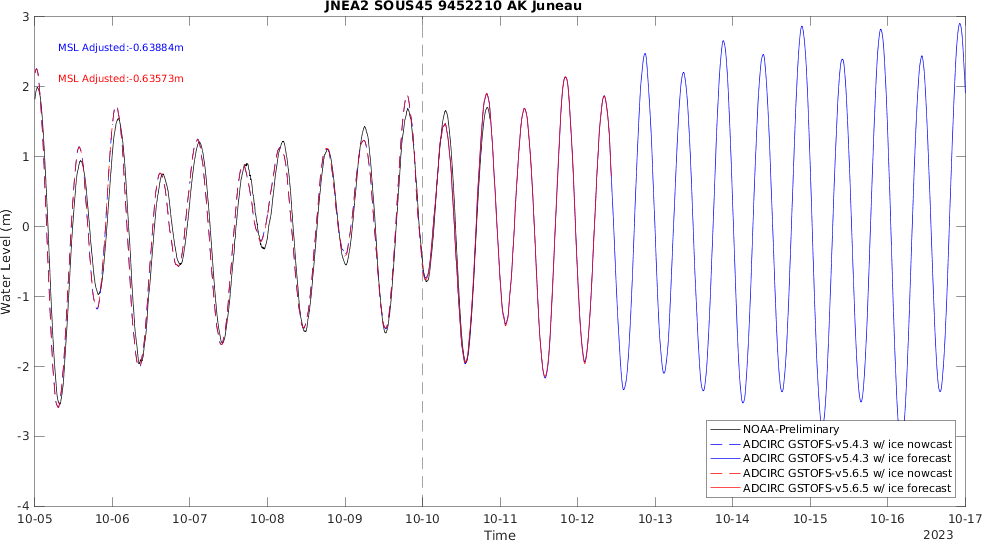 JNEA2 SOUS45 9452210 AK Juneau
MSL Adjusted:-0.63884m
MSL Adjusted:-0.63573m
Water Level (m)
3
2
1
0
-1
-2
-3
-4
NOAA-Preliminary
ADCIRC GSTOFS-v5.4.3 w/ ice nowcast
ADCIRC GSTOFS-v5.4.3 w/ ice forecast
ADCIRC GSTOFS-v5.6.5 w/ ice nowcast
ADCIRC GSTOFS-v5.6.5 w/ ice forecast
10-05 10-06 10-07 10-08 10-09 10-10 10-11 10-12 10-13 10-14 10-15 10-16 10-17
Time
2023